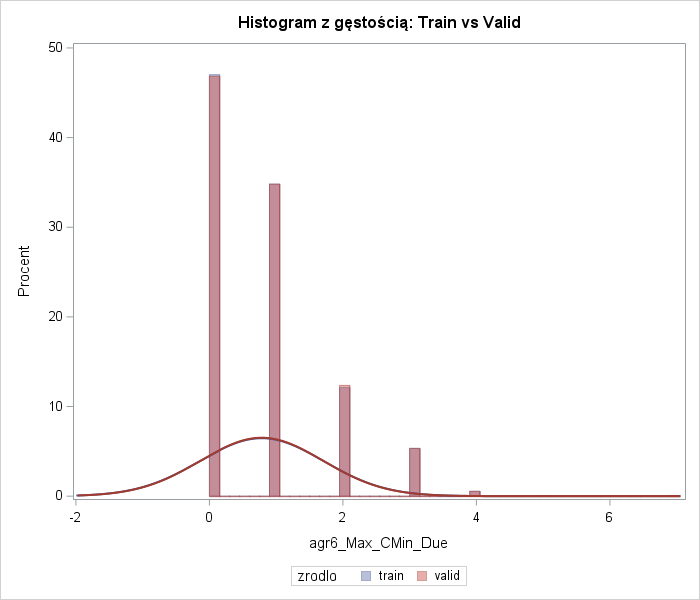 Histogram z gęstością: Train vs Valid
50
40
30
20
10
0
Procent
-2 0 2 4 6
agr6_Max_CMin_Due
zrodlo train valid